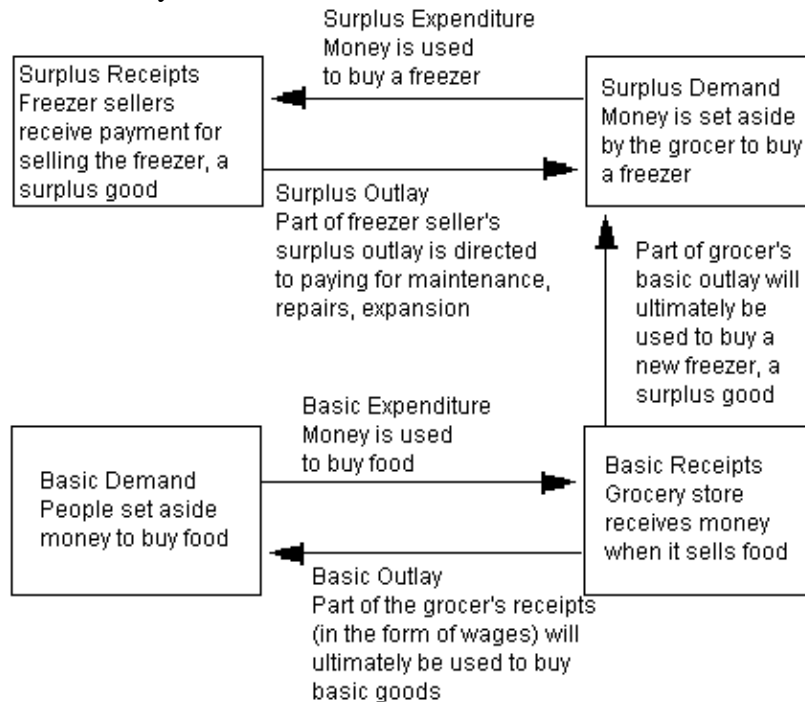 Surplus Expenditure
Money is used
to buy a freezer
Surplus Receipts
Freezer sellers
receive payment for
selling the freezer, a
surplus good
Surplus Demand
Money is set aside
by the grocer to buy
a freezer
Surplus Outlay
Part of freezer seller's
surplus outlay is directed
to paying for maintenance,
repairs, expansion
Part of grocer's
basic outlay will
ultimately be
used to buy a
new freezer, a
surplus good
Basic Expenditure
Money is used
to buy food
Basic Demand
People set aside
money to buy food
Basic Receipts
Grocery store
receives money
when it sells food
Basic Outlay
Part of the grocer's receipts
(in the form of wages) will
ultimately be used to buy
basic goods